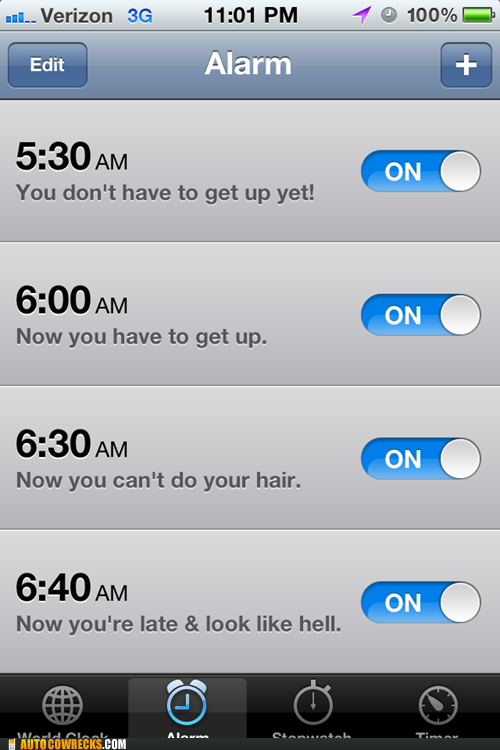 Verizon 3G 11:01 PM 100%
Edit Alarm +
5:30 AM ON
You don't have to get up yet!
6:00 AM ON
Now you have to get up.
6:30 AM ON
Now you can't do your hair.
6:40 AM ON
Now you're late & look like hell.
World Clock Alarm Stopwatch Timer
AUTOCOWRECKS.COM